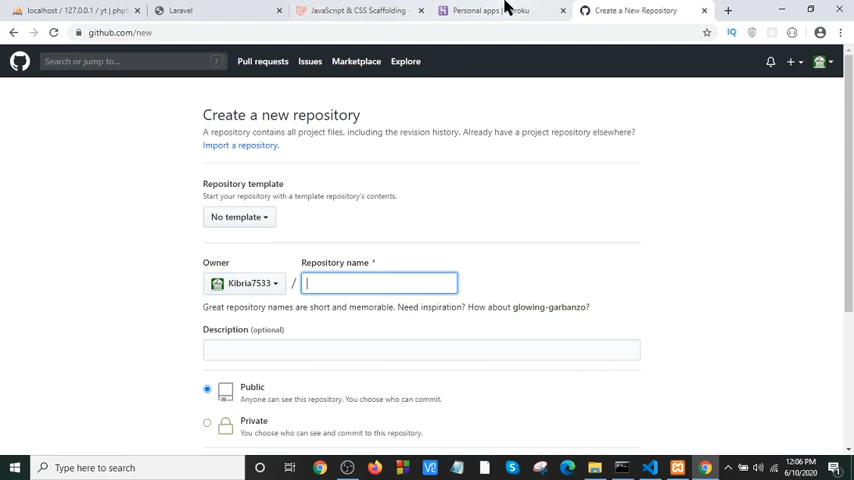 localhost / 127.0.0.1 / yt | php
Laravel
JavaScript & CSS Scaffolding -
Personal apps |
Create a New Repository
github.com/new
IQ
Search or jump to...
/
Pull requests
Issues
Marketplace
Explore
Create a new repository
A repository contains all project files, including the revision history. Already have a project repository elsewhere?
Import a repository.
Repository template
Start your repository with a template repository's contents.
No template
Owner
Repository name *
Kibria7533
/
Great repository names are short and memorable. Need inspiration? How about glowing-garbanzo?
Description (optional)
Public
Anyone can see this repository. You choose who can commit.
Private
You choose who can see and commit to this repository.
Type here to search
12:06 PM
6/10/2020